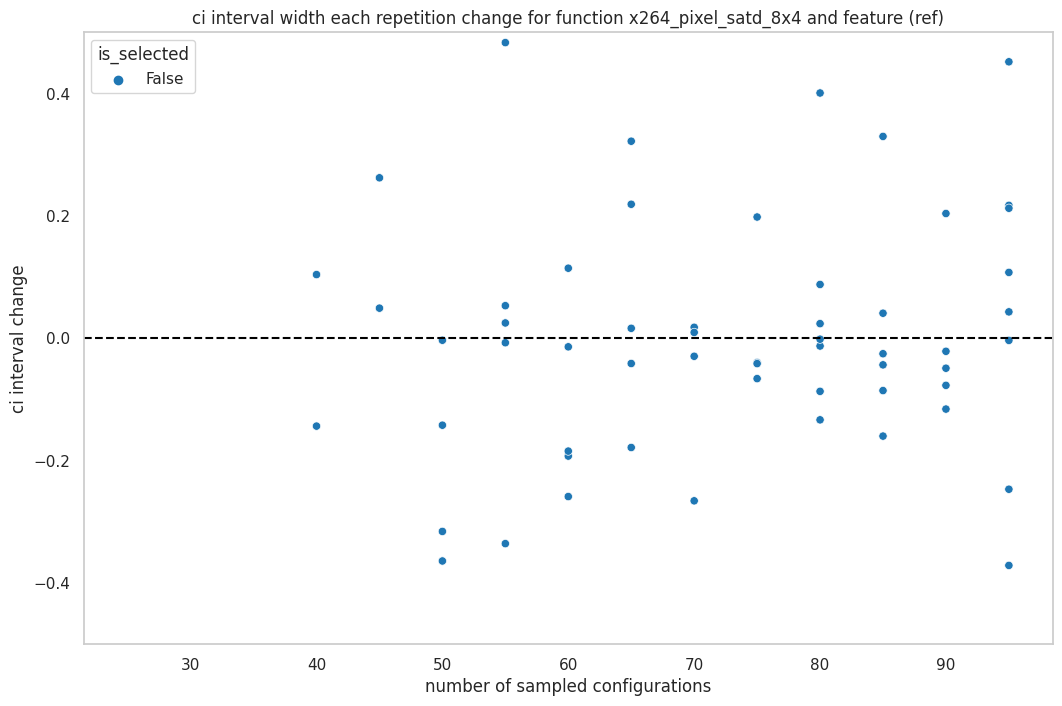 ci interval width each repetition change for function x264_pixel_satd_8x4 and feature (ref)
is_selected
False
ci interval change
0.4
0.2
0.0
−0.2
−0.4
30 40 50 60 70 80 90
number of sampled configurations